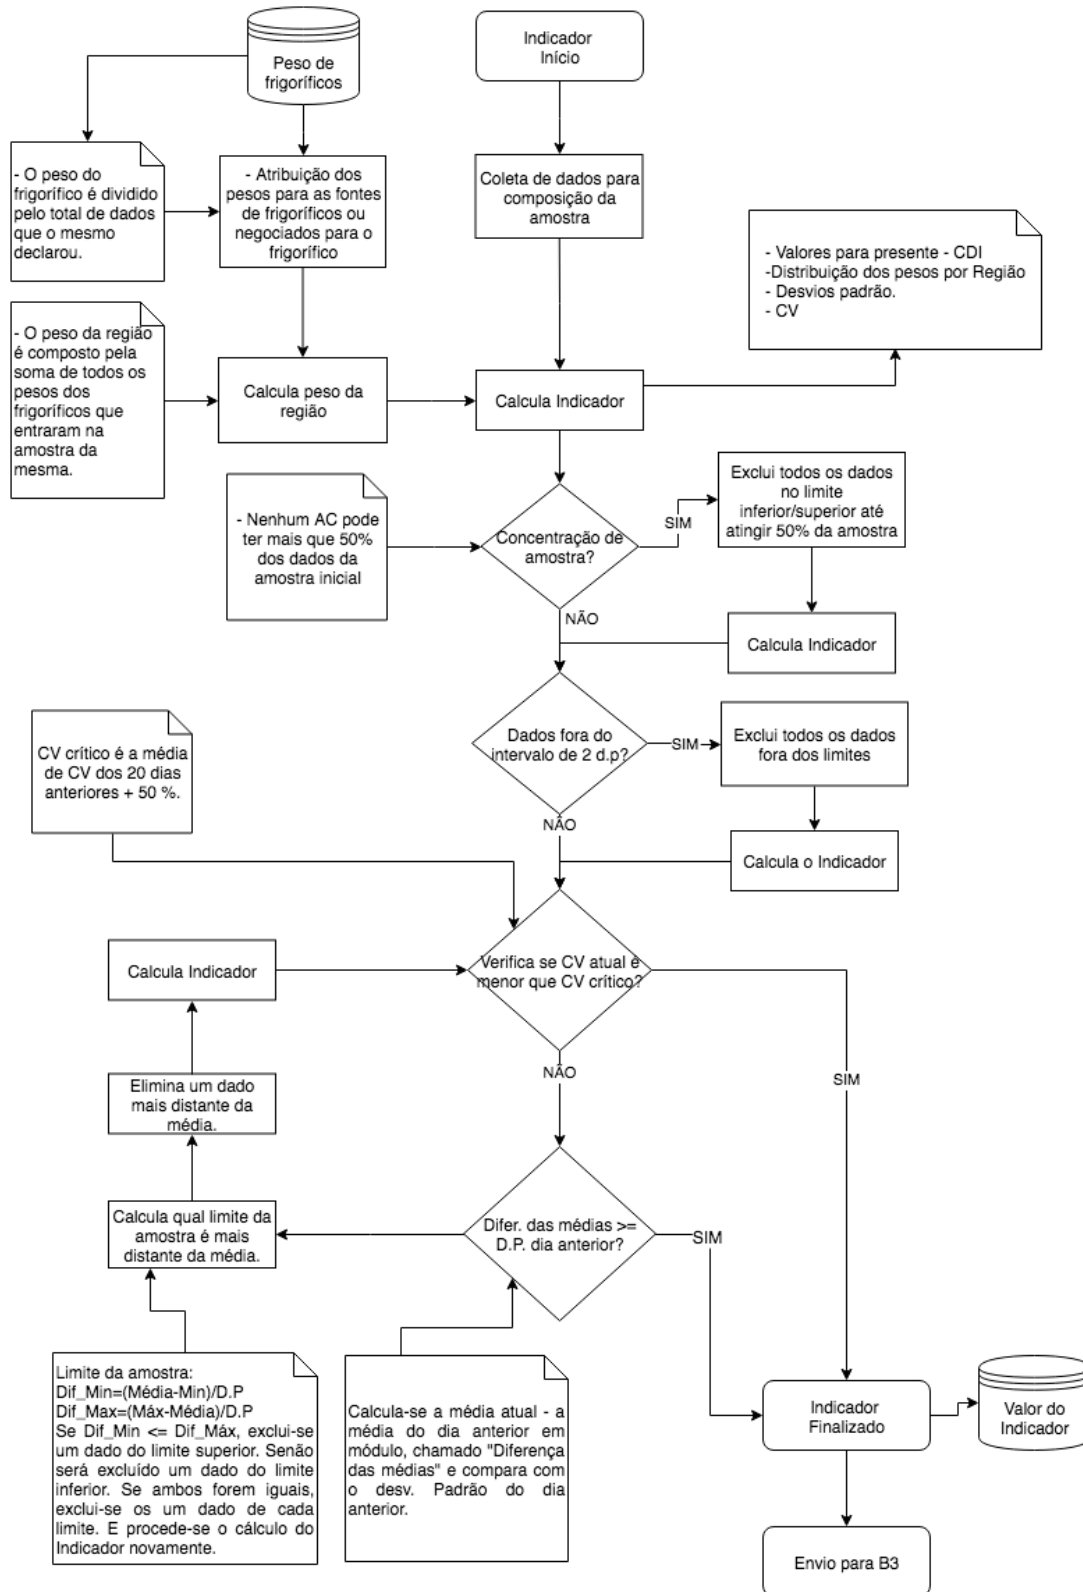 Peso de
frigoríficos
Indicador
Início
- O peso do
frigorífico é dividido
pelo total de dados
que o mesmo
declarou.
- Atribuição dos
pesos para as fontes
de frigoríficos ou
negociados para o
frigorífico
Coleta de dados para
composição da
amostra
- Valores para presente - CDI
-Distribuição dos pesos por Região
- Desvios padrão.
- CV
- O peso da região
é composto pela
soma de todos os
pesos dos
frigoríficos que
entraram na
amostra da
mesma.
Calcula peso da
região
Calcula Indicador
- Nenhum AC pode
ter mais que 50%
dos dados da
amostra inicial
Concentração de
amostra?
SIM
Exclui todos os dados
no limite
inferior/superior até
atingir 50% da amostra
NÃO
Calcula Indicador
Dados fora do
intervalo de 2 d.p?
SIM
Exclui todos os dados
fora dos limites
CV crítico é a média
de CV dos 20 dias
anteriores + 50 %.
NÃO
Calcula o Indicador
Calcula Indicador
Verifica se CV atual é
menor que CV crítico?
NÃO
SIM
Elimina um dado
mais distante da
média.
Calcula qual limite da
amostra é mais
distante da média.
Difer. das médias >=
D.P. dia anterior?
SIM
Limite da amostra:
Dif_Min=(Média-Min)/D.P
Dif_Max=(Máx-Média)/D.P
Se Dif_Min <= Dif_Máx, exclui-se
um dado do limite superior. Senão
será excluído um dado do limite
inferior. Se ambos forem iguais,
exclui-se os um dado de cada
limite. E procede-se o cálculo do
Indicador novamente.
Calcula-se a média atual - a
média do dia anterior em
módulo, chamado "Diferença
das médias" e compara com
o desv. Padrão do dia
anterior.
Indicador
Finalizado
Valor do
Indicador
Envio para B3